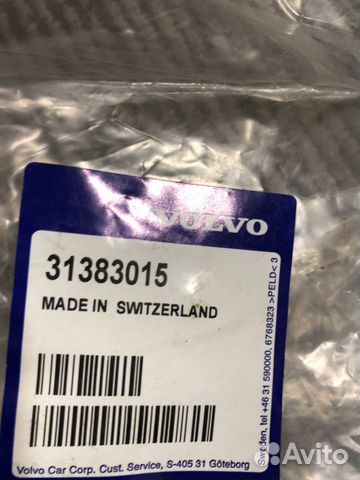 VOLVO
31383015
MADE IN SWITZERLAND
Volvo Car Corp. Cust. Service, S-405 31 Göteborg
Sweden, tel +46 31 590000, 6768323 >PELD< 3
Avito